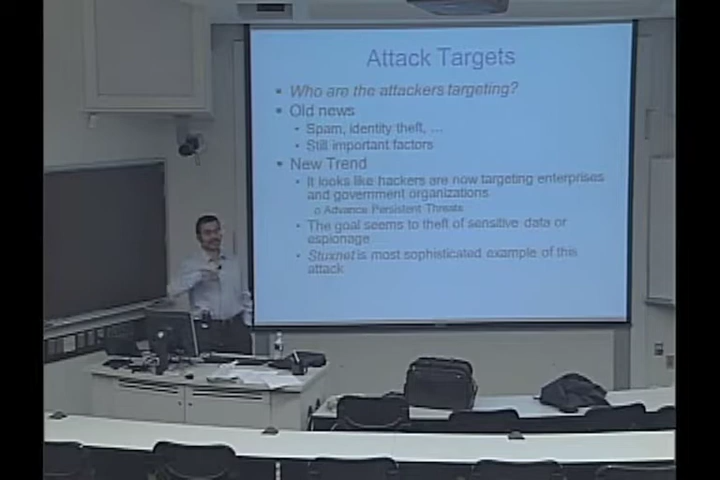 Attack Targets
• Who are the attackers targeting?
• Old news
• Spam, identity theft, ...
• Still important factors
• New Trend
• It looks like hackers are now targeting enterprises
and government organizations
o Advance Persistent Threats
• The goal seems to theft of sensitive data or
espionage
• Stuxnet is most sophisticated example of this
attack